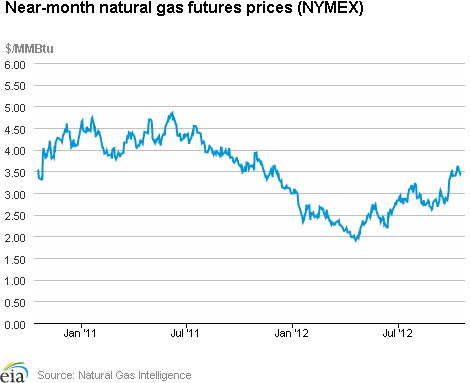 Near-month natural gas futures prices (NYMEX)
$/MMBtu
6.00
5.50
5.00
4.50
4.00
3.50
3.00
2.50
2.00
1.50
1.00
0.50
0.00
Jan '11
Jul '11
Jan '12
Jul '12
eia
Source: Natural Gas Intelligence